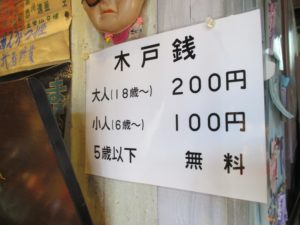 木戸銭
大人(18歳～) 200円
小人(6歳～) 100円
5歳以下 無料